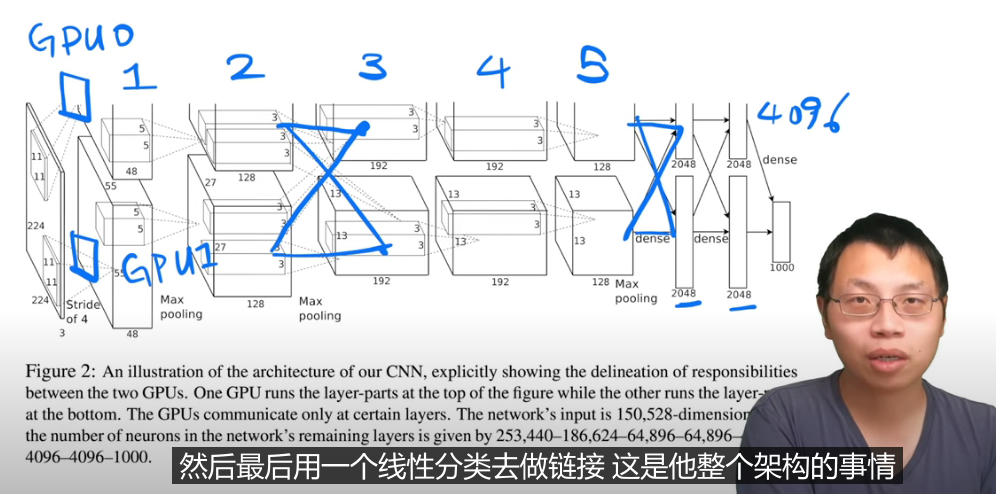 GPU0
1 2 3 4 5
4096
5 5 48
3 3 3 128
3 3 192
3 3 192
128
2048 2048
dense
11 11
55
27
224
5 5
3 3 3
13 3 3
13 3 3
13
1000
11 11
55
GPU1
27
13
13
13
dense dense
224
Stride
of 4
3
48
Max
pooling
128
Max
pooling
192
192
128
Max
pooling
2048
2048
Figure 2: An illustration of the architecture of our CNN, explicitly showing the delineation of responsibilities
between the two GPUs. One GPU runs the layer-parts at the top of the figure while the other runs the layer-
at the bottom. The GPUs communicate only at certain layers. The network's input is 150,528-dimension
the number of neurons in the network's remaining layers is given by 253,440–186,624–64,896–64,896–
4096–4096–1000.
然后最后用一个线性分类去做链接 这是他整个架构的事情